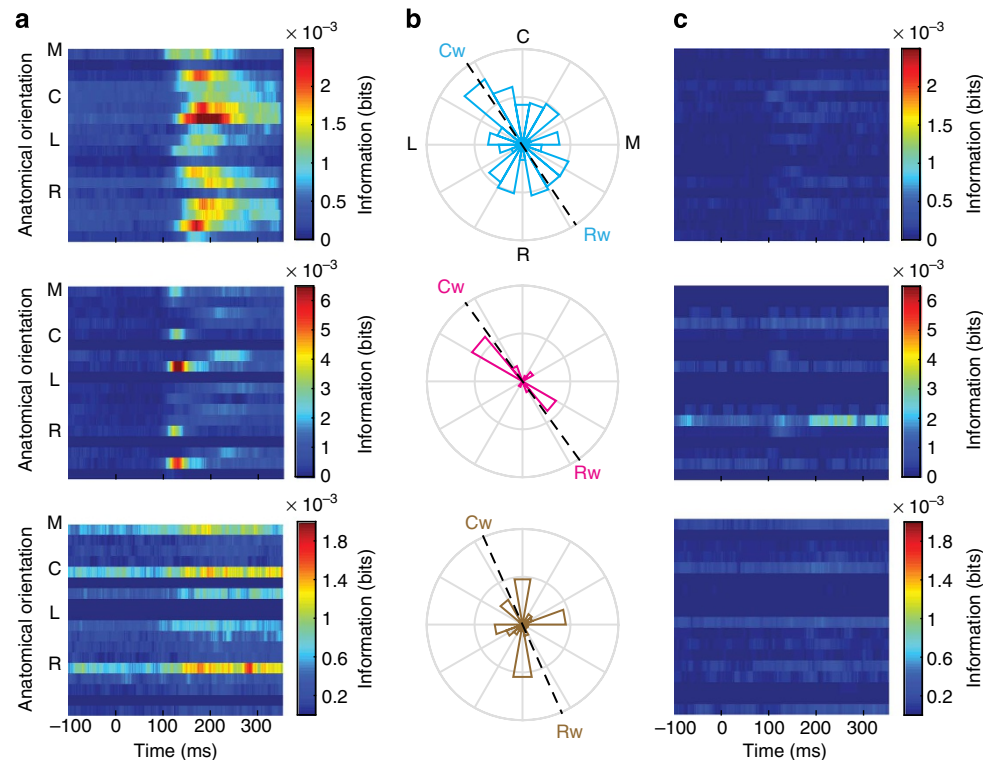 a
b
c
× 10⁻³
M
C
L
R
Anatomical orientation
2
1.5
1
0.5
0
Information (bits)
0
100
200
300
Cw
C
L
M
Rw
R
× 10⁻³
2
1.5
1
0.5
0
Information (bits)
× 10⁻³
M
C
L
R
Anatomical orientation
6
5
4
3
2
1
0
Information (bits)
Cw
Rw
× 10⁻³
6
5
4
3
2
1
0
Information (bits)
× 10⁻³
M
C
L
R
Anatomical orientation
1.8
1.4
1
0.6
0.2
Information (bits)
–100
0
100
200
300
Time (ms)
Cw
Rw
× 10⁻³
1.8
1.4
1
0.6
0.2
Information (bits)
–100
0
100
200
300
Time (ms)